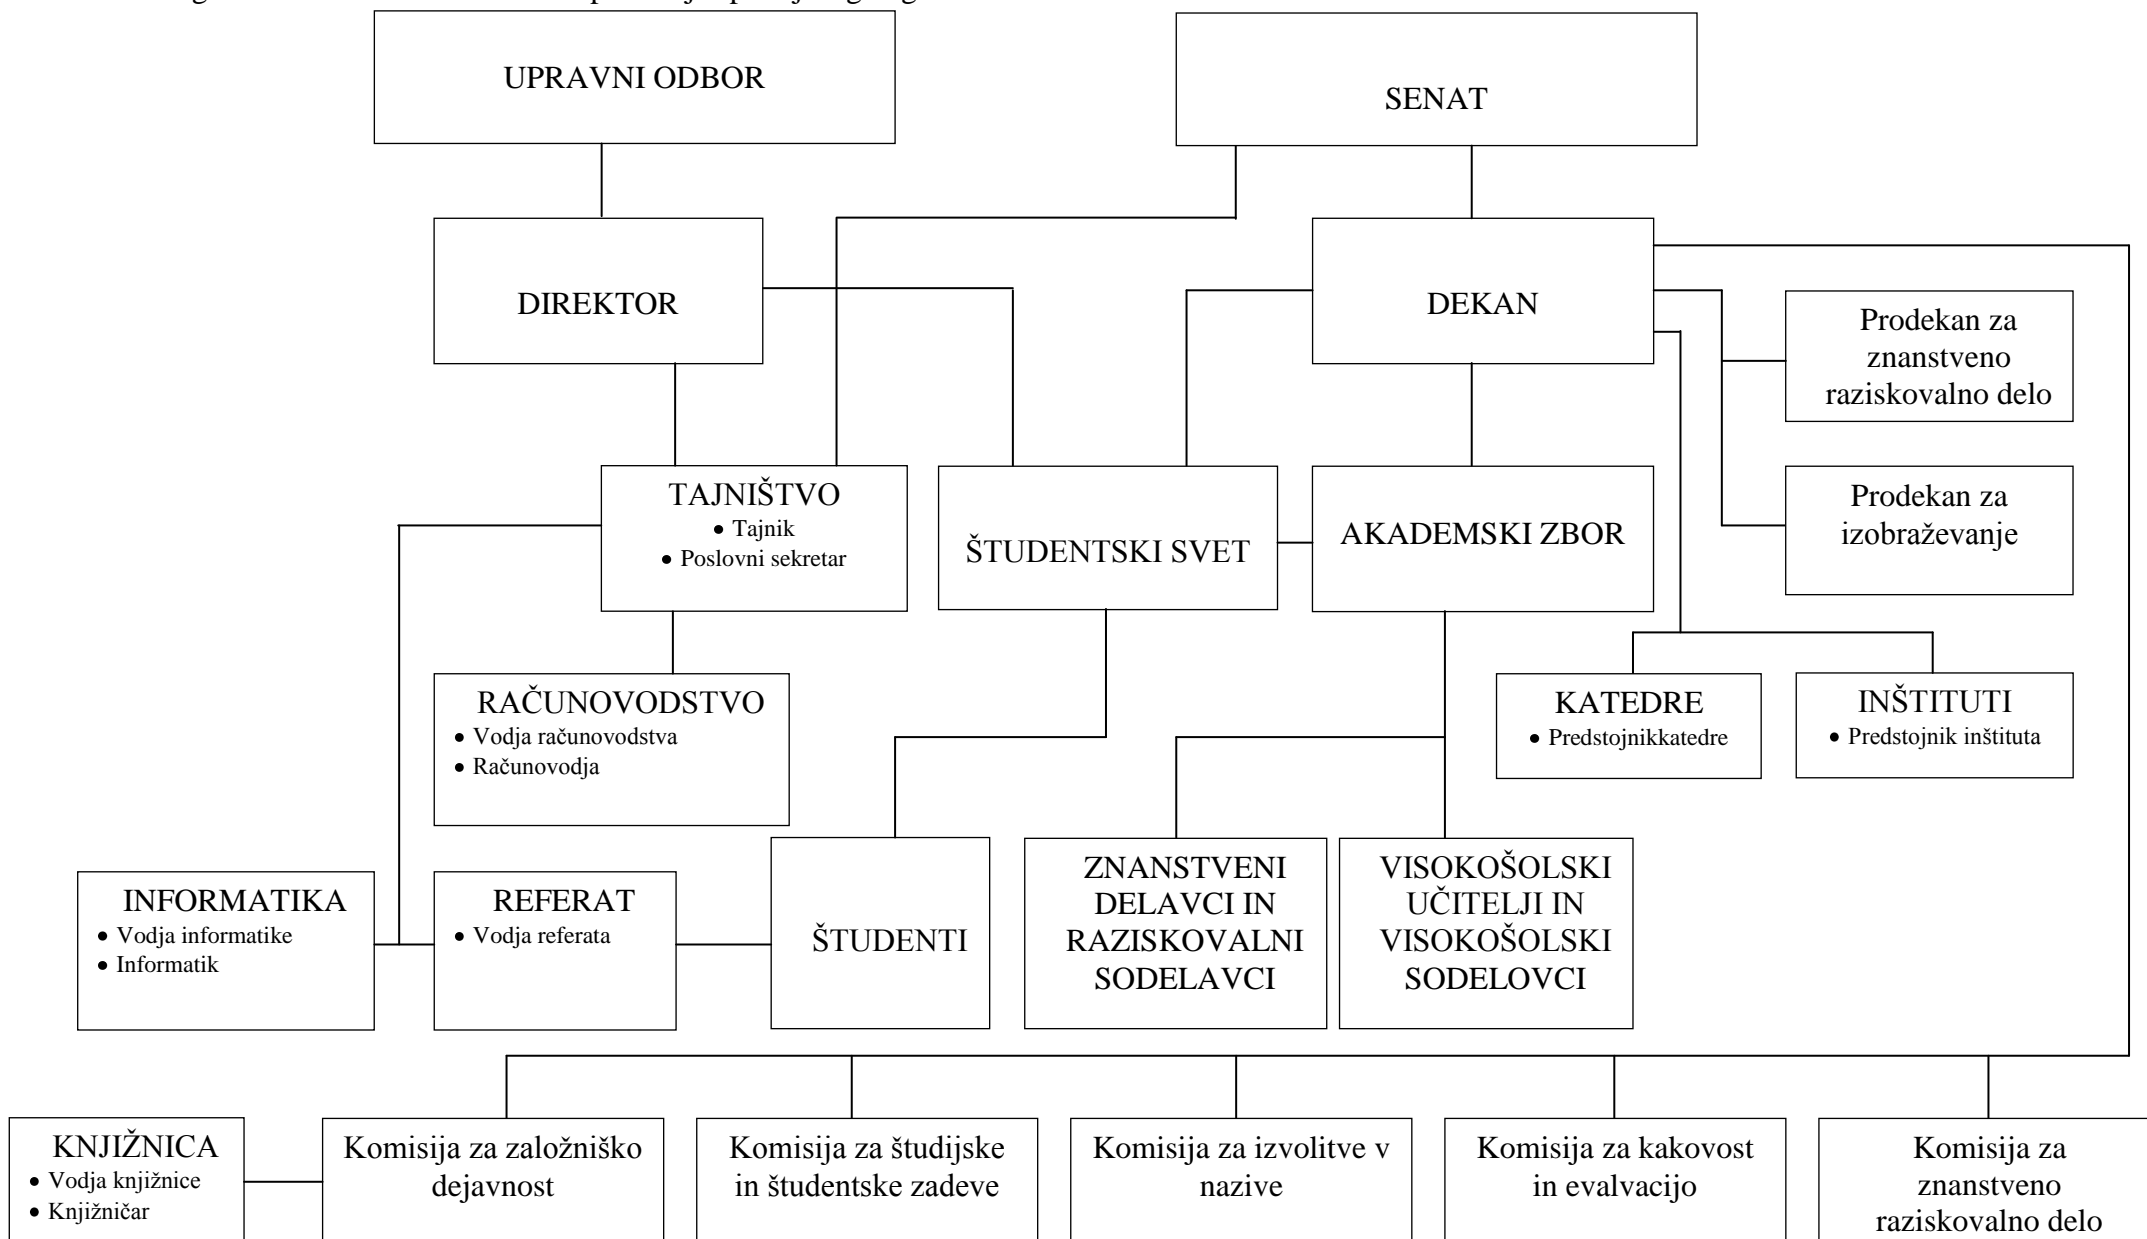 UPRAVNI ODBOR
SENAT
DIREKTOR
DEKAN
Prodekan za
znanstveno
raziskovalno delo
TAJNIŠTVO
• Tajnik
• Poslovni sekretar
ŠTUDENTSKI SVET
AKADEMSKI ZBOR
Prodekan za
izobraževanje
RAČUNOVODSTVO
• Vodja računovodstva
• Računovodja
KATEDRE
• Predstojnikkatedre
INŠTITUTI
• Predstojnik inštituta
INFORMATIKA
• Vodja informatike
• Informatik
REFERAT
• Vodja referata
ŠTUDENTI
ZNANSTVENI
DELAVCI IN
RAZISKOVALNI
SODELAVCI
VISOKOŠOLSKI
UČITELJI IN
VISOKOŠOLSKI
SODELOVCI
KNJIŽNICA
• Vodja knjižnice
• Knjižničar
Komisija za založniško
dejavnost
Komisija za študijske
in študentske zadeve
Komisija za izvolitve v
nazive
Komisija za kakovost
in evalvacijo
Komisija za
znanstveno
raziskovalno delo